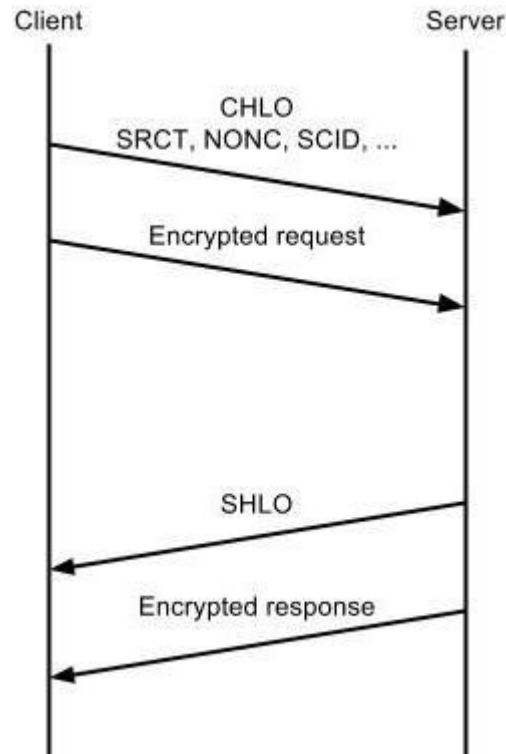 Client
Server
CHLO
SRCT, NONC, SCID, ...
Encrypted request
SHLO
Encrypted response